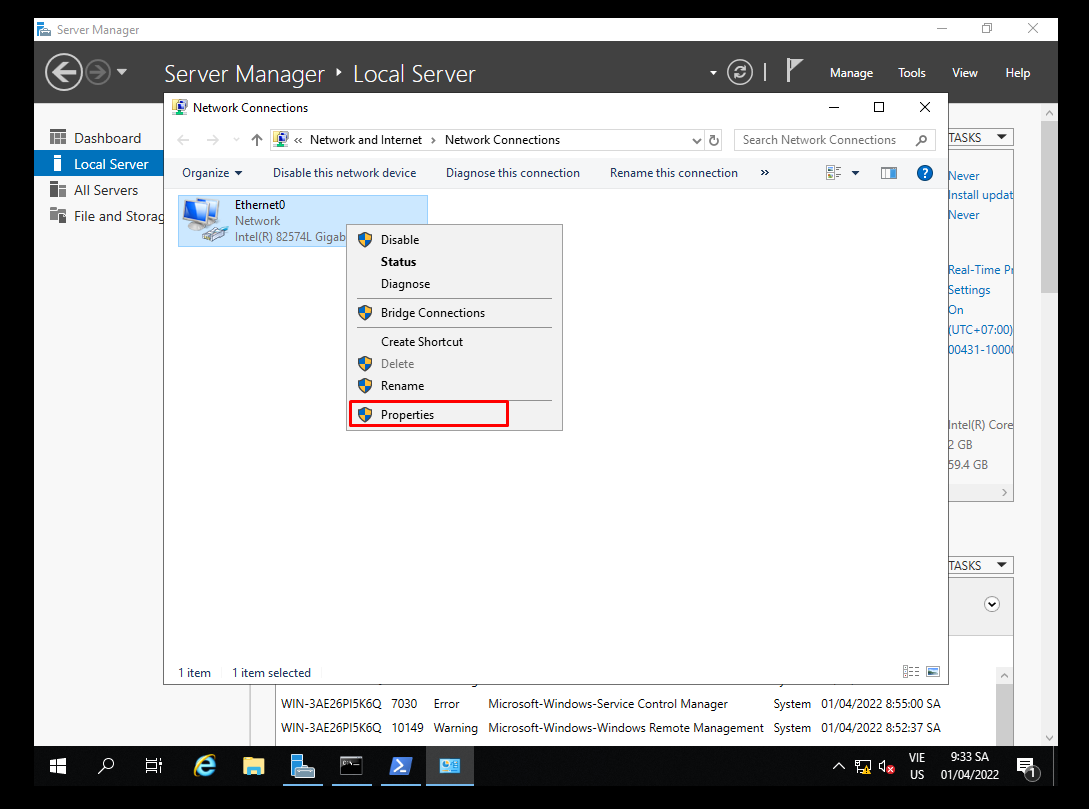 Server Manager
Server Manager Local Server
Manage Tools View Help
Network Connections
« Network and Internet Network Connections
Search Network Connections
Organize Disable this network device Diagnose this connection Rename this connection »
Dashboard
Local Server
All Servers
File and Storag
Ethernet0
Network
Intel(R) 82574L Gigab
Disable
Status
Diagnose
Bridge Connections
Create Shortcut
Delete
Rename
Properties
TASKS
Never
Install updat
Never
Real-Time Pr
Settings
On
(UTC+07:00)
00431-10000
Intel(R) Core
2 GB
59.4 GB
TASKS
1 item 1 item selected
WIN-3AE26PI5K6Q 7030 Error Microsoft-Windows-Service Control Manager System 01/04/2022 8:55:00 SA
WIN-3AE26PI5K6Q 10149 Warning Microsoft-Windows-Windows Remote Management System 01/04/2022 8:52:37 SA
VIE
US
9:33 SA
01/04/2022
1